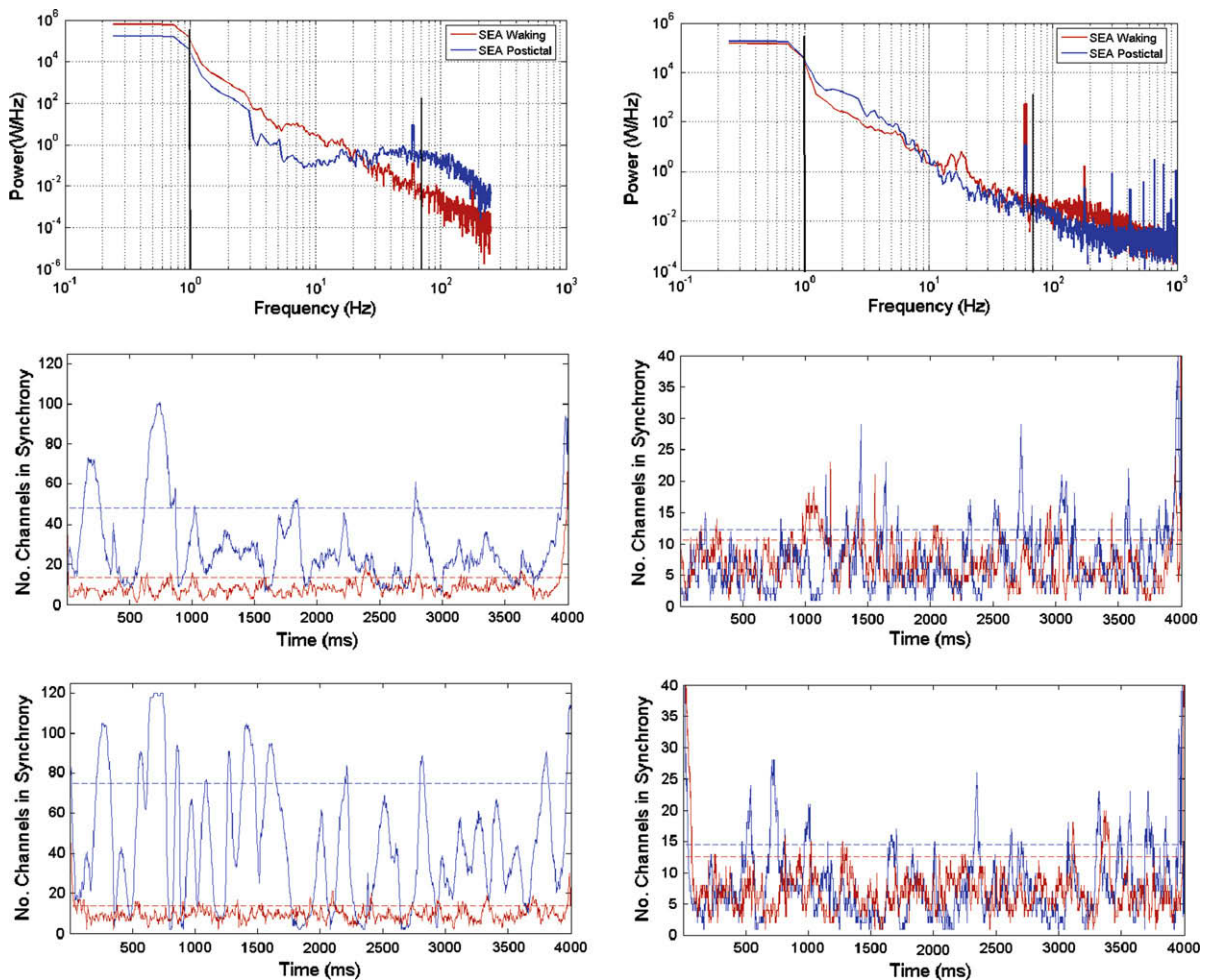 10^8
10^6
10^4
10^2
10^0
10^-2
10^-4
10^-6
Power(W/Hz)
SEA Waking
SEA Postictal
10^-1
10^0
10^1
10^2
10^3
Frequency (Hz)
10^6
10^4
10^2
10^0
10^-2
10^-4
Power (W/Hz)
SEA Waking
SEA Postictal
10^-1
10^0
10^1
10^2
10^3
Frequency (Hz)
120
100
80
60
40
20
0
No. Channels in Synchrony
500 1000 1500 2000 2500 3000 3500 4000
Time (ms)
40
35
30
25
20
15
10
5
0
No. Channels in Synchrony
500 1000 1500 2000 2500 3000 3500 4000
Time (ms)
120
100
80
60
40
20
0
No. Channels in Synchrony
500 1000 1500 2000 2500 3000 3500 4000
Time (ms)
40
35
30
25
20
15
10
5
0
No. Channels in Synchrony
500 1000 1500 2000 2500 3000 3500 4000
Time (ms)